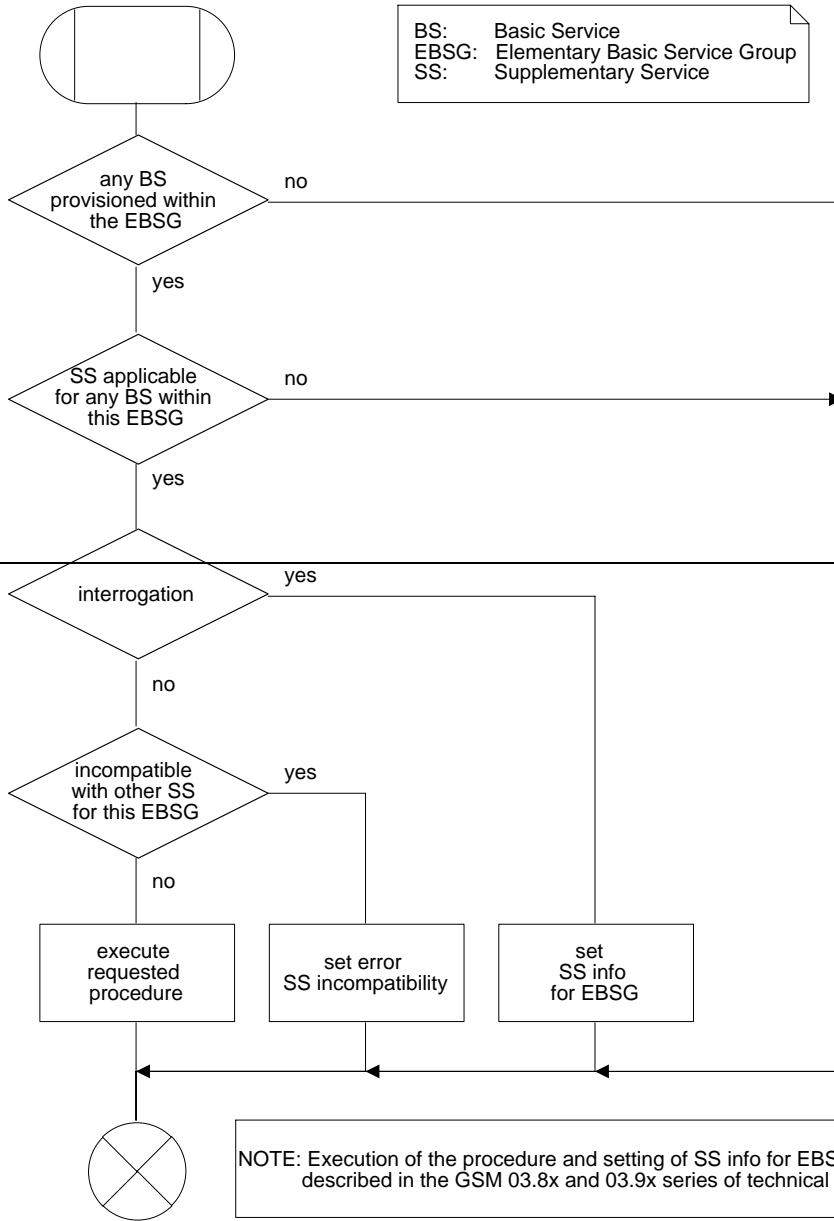 BS: Basic Service
EBSG: Elementary Basic Service Group
SS: Supplementary Service
any BS
provisioned within
the EBSG
no
yes
SS applicable
for any BS within
this EBSG
no
yes
interrogation
yes
no
incompatible
with other SS
for this EBSG
yes
no
execute
requested
procedure
set error
SS incompatibility
set
SS info
for EBSG
NOTE: Execution of the procedure and setting of SS info for EBS
described in the GSM 03.8x and 03.9x series of technical